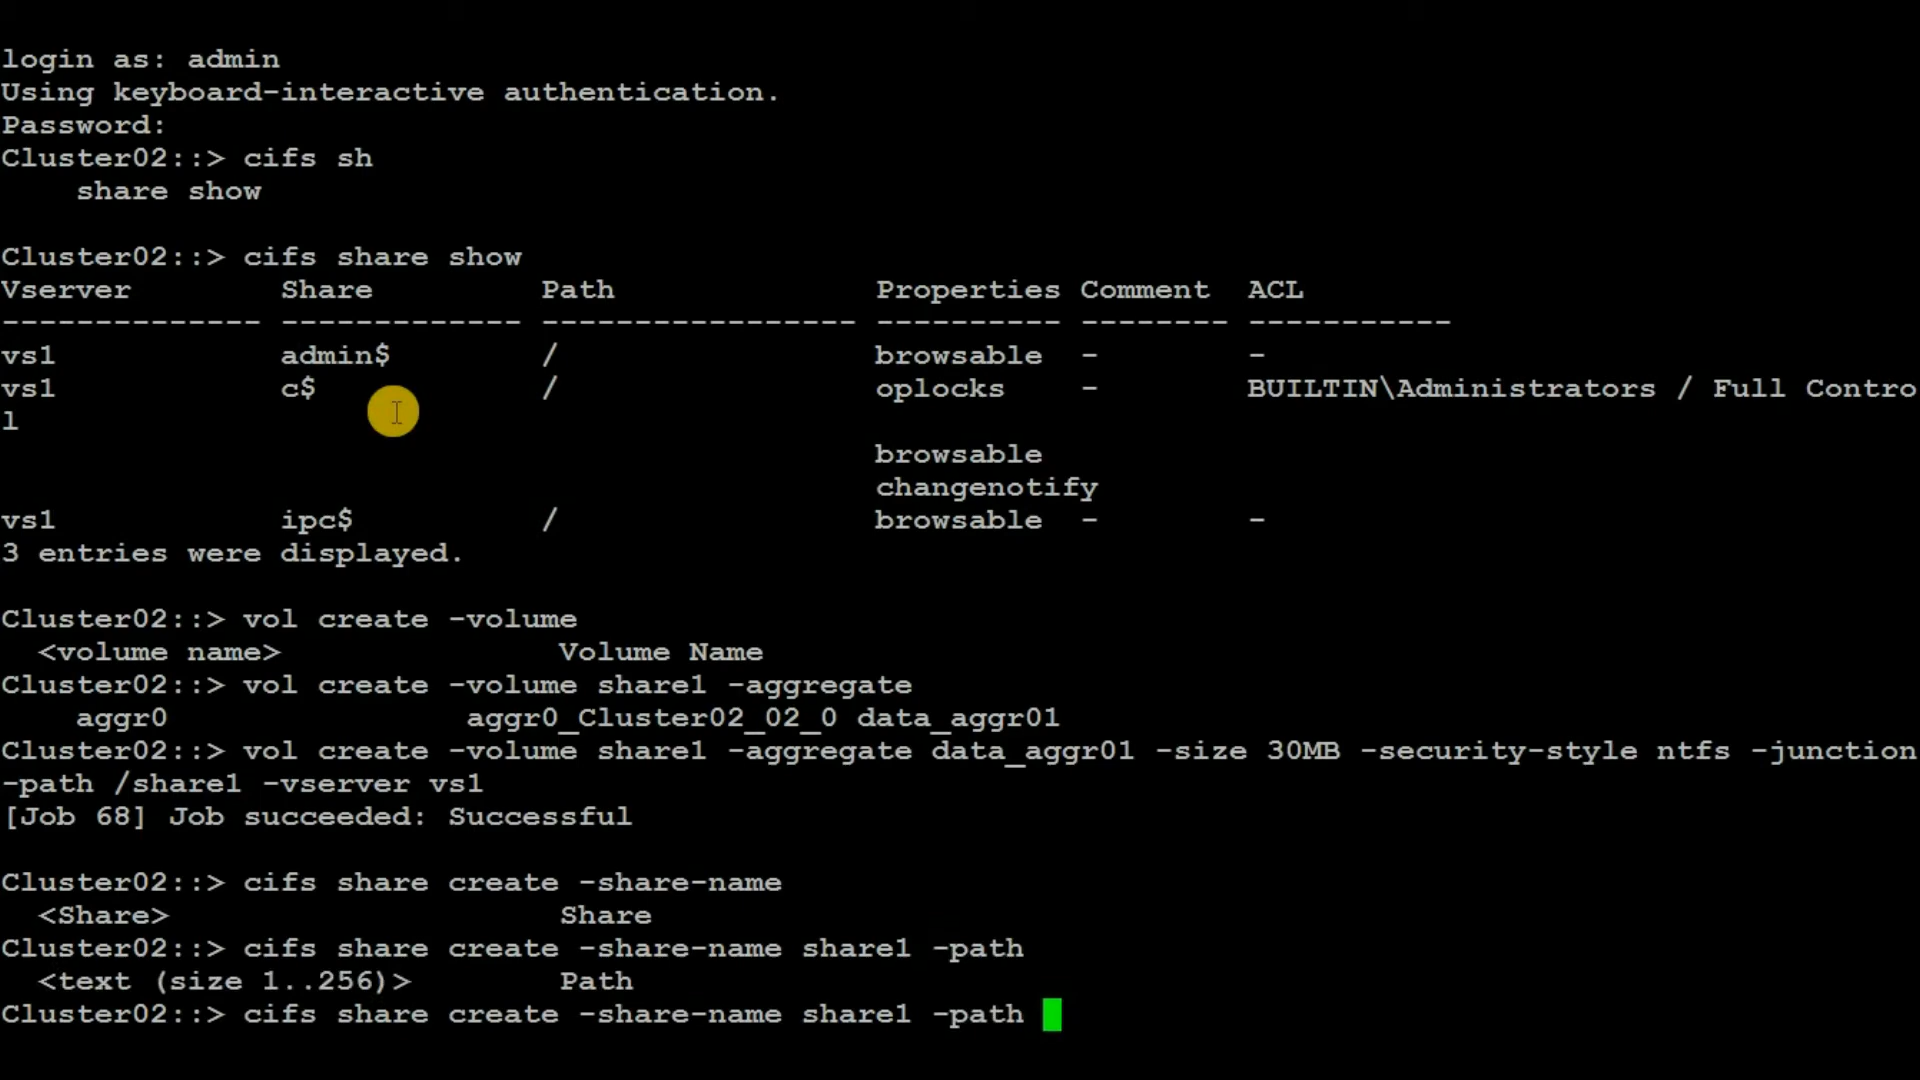 login as: admin
Using keyboard-interactive authentication.
Password:
Cluster02::> cifs sh
    share show
Cluster02::> cifs share show
Vserver        Share         Path              Properties Comment  ACL
-------------- ------------- ----------------- ---------- -------- -----------
vs1            admin$        /                 browsable  -        -
vs1            c$            /                 oplocks    -        BUILTIN\Administrators / Full Contro
l
                                               browsable
                                               changenotify
vs1            ipc$          /                 browsable  -        -
3 entries were displayed.
Cluster02::> vol create -volume
  <volume name>               Volume Name
Cluster02::> vol create -volume share1 -aggregate
    aggr0                aggr0_Cluster02_02_0 data_aggr01
Cluster02::> vol create -volume share1 -aggregate data_aggr01 -size 30MB -security-style ntfs -junction
-path /share1 -vserver vs1
[Job 68] Job succeeded: Successful
Cluster02::> cifs share create -share-name
  <Share>                     Share
Cluster02::> cifs share create -share-name share1 -path
  <text (size 1..256)>        Path
Cluster02::> cifs share create -share-name share1 -path